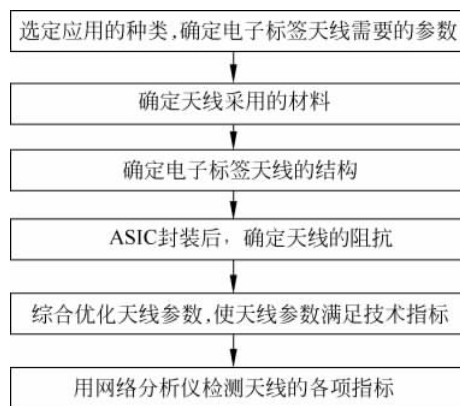 选定应用的种类,确定电子标签天线需要的参数
确定天线采用的材料
确定电子标签天线的结构
ASIC封装后，确定天线的阻抗
综合优化天线参数,使天线参数满足技术指标
用网络分析仪检测天线的各项指标